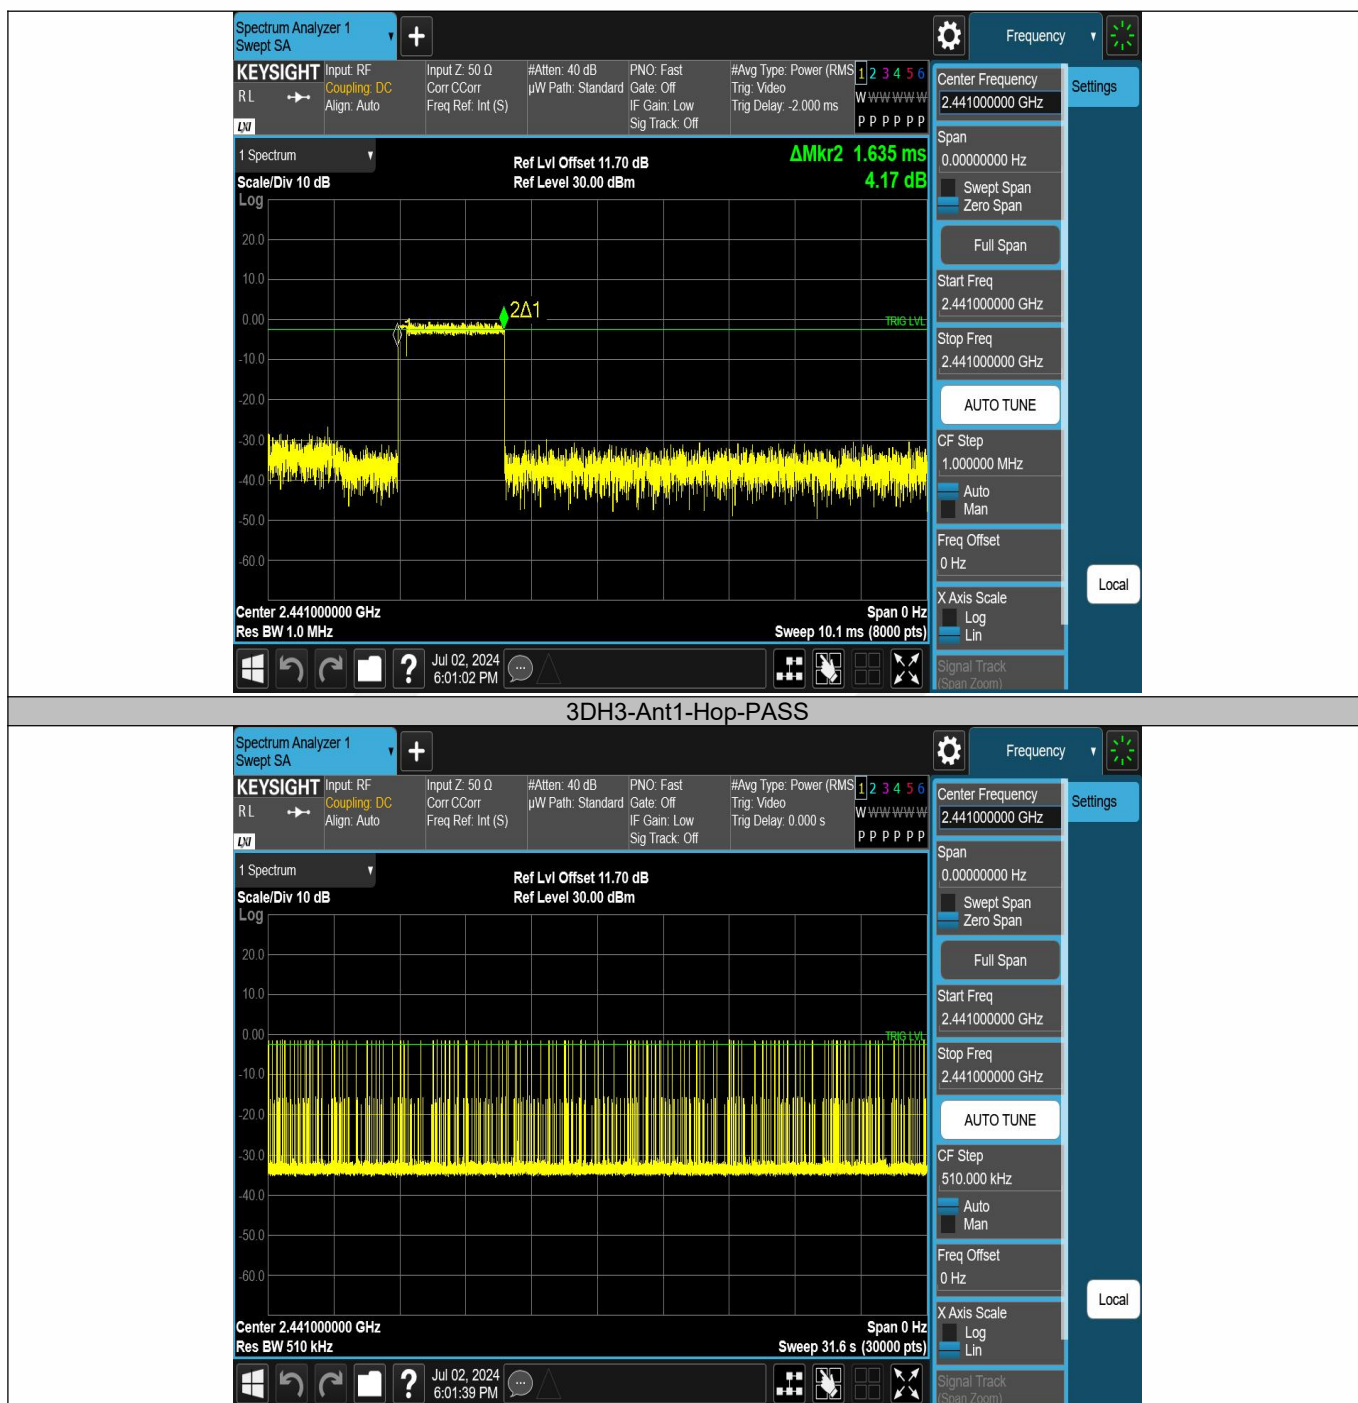 Spectrum Analyzer 1
Swept SA
+
Frequency
KEYSIGHT
R L
LXI
Input: RF
Coupling: DC
Align: Auto
Input Z: 50 Ω
Corr CCorr
Freq Ref: Int (S)
#Atten: 40 dB
µW Path: Standard
PNO: Fast
Gate: Off
IF Gain: Low
Sig Track: Off
#Avg Type: Power (RMS
Trig: Video
Trig Delay: -2.000 ms
1 2 3 4 5 6
W W W W W W
P P P P P P
Center Frequency
2.441000000 GHz
Settings
1 Spectrum
Scale/Div 10 dB
Log
Ref Lvl Offset 11.70 dB
Ref Level 30.00 dBm
ΔMkr2 1.635 ms
4.17 dB
Span
0.00000000 Hz
Swept Span
Zero Span
Full Span
Start Freq
2.441000000 GHz
Stop Freq
2.441000000 GHz
AUTO TUNE
CF Step
1.000000 MHz
Auto
Man
Freq Offset
0 Hz
X Axis Scale
Log
Lin
Signal Track
(Span Zoom)
Local
20.0
10.0
0.00
-10.0
-20.0
-30.0
-40.0
-50.0
-60.0
2Δ1
TRIG LVL
Center 2.441000000 GHz
Res BW 1.0 MHz
Span 0 Hz
Sweep 10.1 ms (8000 pts)
?
Jul 02, 2024
6:01:02 PM
3DH3-Ant1-Hop-PASS
Spectrum Analyzer 1
Swept SA
+
Frequency
KEYSIGHT
R L
LXI
Input: RF
Coupling: DC
Align: Auto
Input Z: 50 Ω
Corr CCorr
Freq Ref: Int (S)
#Atten: 40 dB
µW Path: Standard
PNO: Fast
Gate: Off
IF Gain: Low
Sig Track: Off
#Avg Type: Power (RMS
Trig: Video
Trig Delay: 0.000 s
1 2 3 4 5 6
W W W W W W
P P P P P P
Center Frequency
2.441000000 GHz
Settings
1 Spectrum
Scale/Div 10 dB
Log
Ref Lvl Offset 11.70 dB
Ref Level 30.00 dBm
Span
0.00000000 Hz
Swept Span
Zero Span
Full Span
Start Freq
2.441000000 GHz
Stop Freq
2.441000000 GHz
AUTO TUNE
CF Step
510.000 kHz
Auto
Man
Freq Offset
0 Hz
X Axis Scale
Log
Lin
Signal Track
(Span Zoom)
Local
20.0
10.0
0.00
-10.0
-20.0
-30.0
-40.0
-50.0
-60.0
TRIG LVL
Center 2.441000000 GHz
Res BW 510 kHz
Span 0 Hz
Sweep 31.6 s (30000 pts)
?
Jul 02, 2024
6:01:39 PM